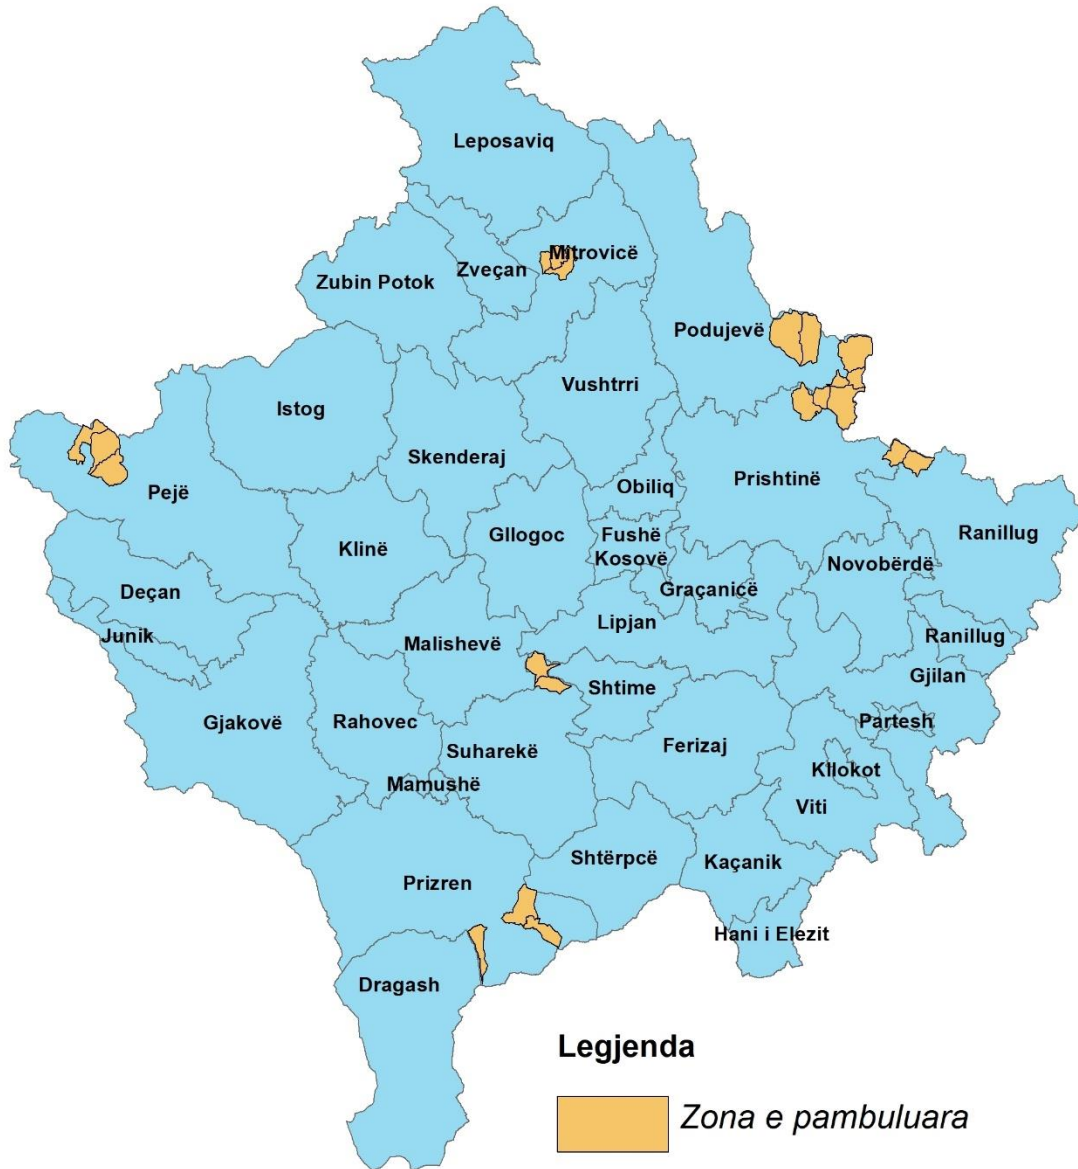 Leposaviq
Mitrovicë
Zveçan
Zubin Potok
Podujevë
Vushtrri
Istog
Skenderaj
Prishtinë
Obiliq
Pejë
Ranillug
Gllogoc
Fushë
Kosovë
Klinë
Novobërdë
Deçan
Graçanicë
Lipjan
Junik
Ranillug
Malishevë
Gjilan
Shtime
Gjakovë
Rahovec
Partesh
Suharekë
Ferizaj
Kllokot
Mamushë
Viti
Shtërpcë
Kaçanik
Prizren
Hani i Elezit
Dragash
Legjenda
Zona e pambuluara